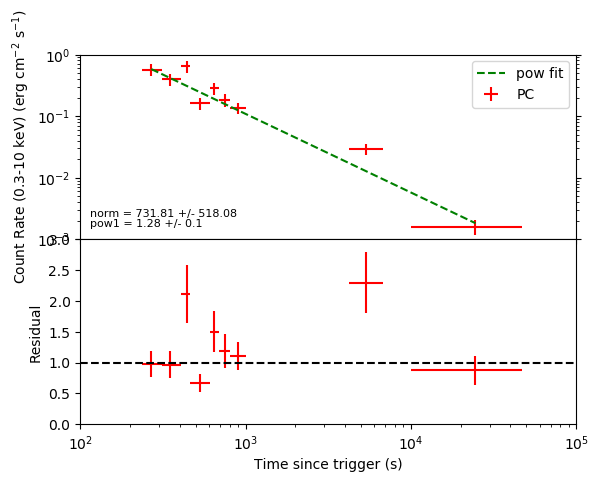 Count Rate (0.3-10 keV) (erg cm⁻² s⁻¹)
10⁰
10⁻¹
10⁻²
10⁻³
pow fit
PC
norm = 731.81 +/- 518.08
pow1 = 1.28 +/- 0.1
Residual
3.0
2.5
2.0
1.5
1.0
0.5
0.0
10² 10³ 10⁴ 10⁵
Time since trigger (s)